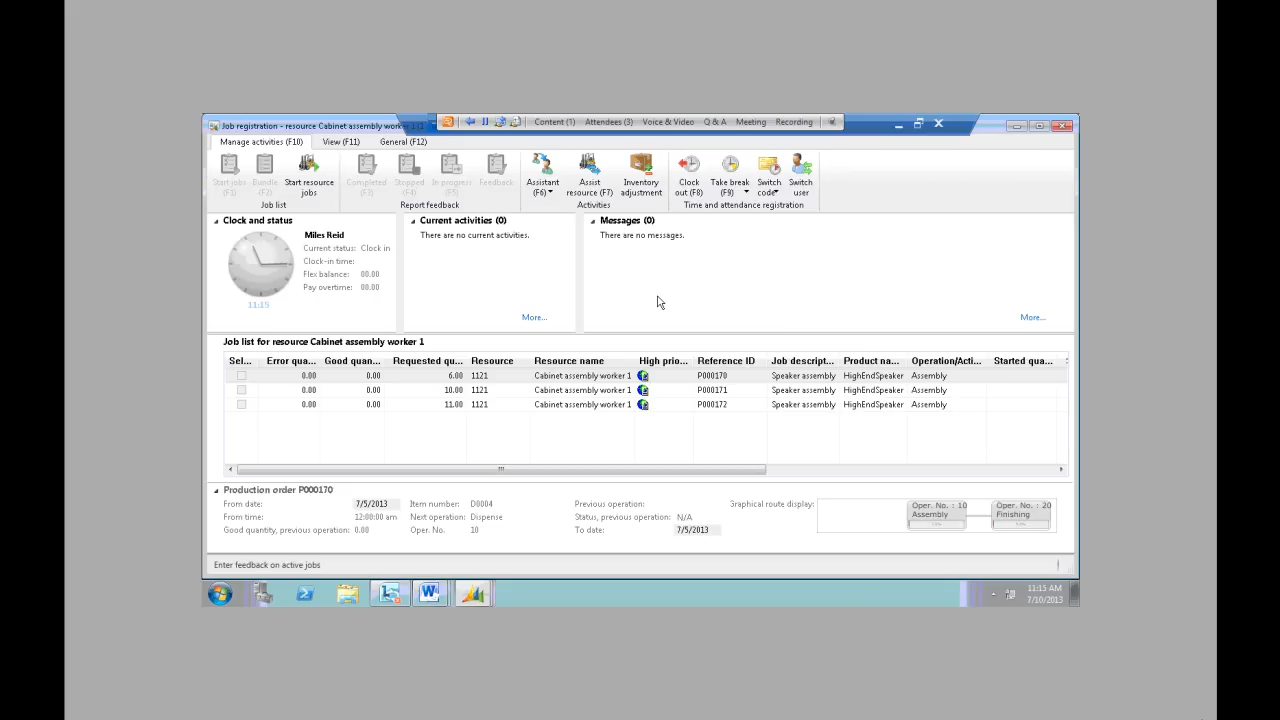 Job registration - resource Cabinet assembly worker 1 (1
Content (1) Attendees (3) Voice & Video Q & A Meeting Recording
Manage activities (F10) View (F11) General (F12)
Start jobs (F1) Bundle (F2) Start resource jobs
Completed (F3) Stopped (F4) In progress (F5) Feedback
Assistant (F6) Assist resource (F7) Inventory adjustment
Clock out (F8) Take break (F9) Switch code Switch user
Job list Report feedback Activities Time and attendance registration
Clock and status
Miles Reid
Current status: Clock in
Clock-in time:
Flex balance: 00.00
Pay overtime: 00.00
11:15
Current activities (0)
There are no current activities.
More...
Messages (0)
There are no messages.
More...
Job list for resource Cabinet assembly worker 1
Sel... Error qua... Good quan... Requested qu... Resource Resource name High prio... Reference ID Job descript... Product na... Operation/Acti... Started qua...
0.00 0.00 6.00 1121 Cabinet assembly worker 1 P000170 Speaker assembly HighEndSpeaker Assembly
0.00 0.00 10.00 1121 Cabinet assembly worker 1 P000171 Speaker assembly HighEndSpeaker Assembly
0.00 0.00 11.00 1121 Cabinet assembly worker 1 P000172 Speaker assembly HighEndSpeaker Assembly
Production order P000170
From date: 7/5/2013 Item number: D0004 Previous operation: Graphical route display:
From time: 12:00:00 am Next operation: Dispense Status, previous operation: N/A
Good quantity, previous operation: 0.00 Oper. No. 10 To date: 7/5/2013
Oper. No. : 10 Oper. No. : 20
Assembly Finishing
Enter feedback on active jobs
11:15 AM
7/10/2013